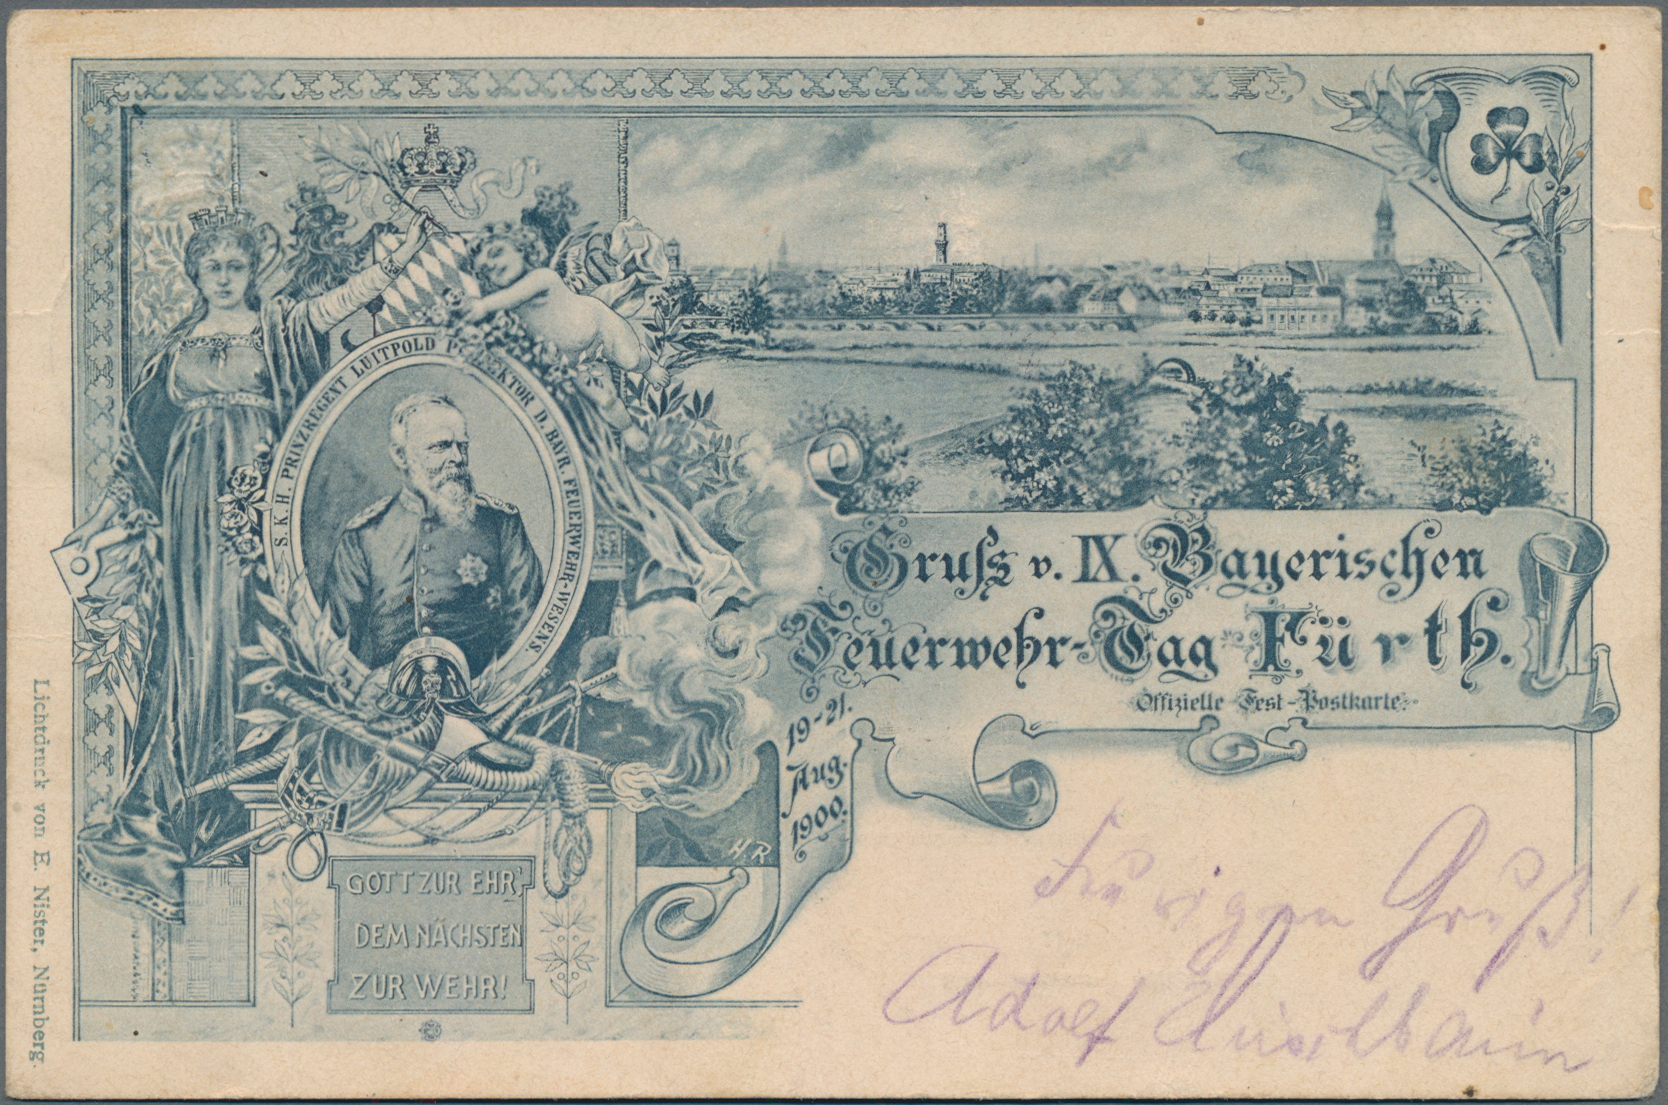 S. K. H. PRINZREGENT LUITPOLD PROTEKTOR D. BAYR. FEUERWEHR-WESENS.
Gruss v. IX. Bayerischen
Feuerwehr-Tag Fürth.
Offizielle Fest-Postkarte.
19-21.
Aug.
1900.
H. R
GOTT ZUR EHR'
DEM NÄCHSTEN
ZUR WEHR!
Gruß!
Adolf
Lichtdruck von E. Nister, Nürnberg.